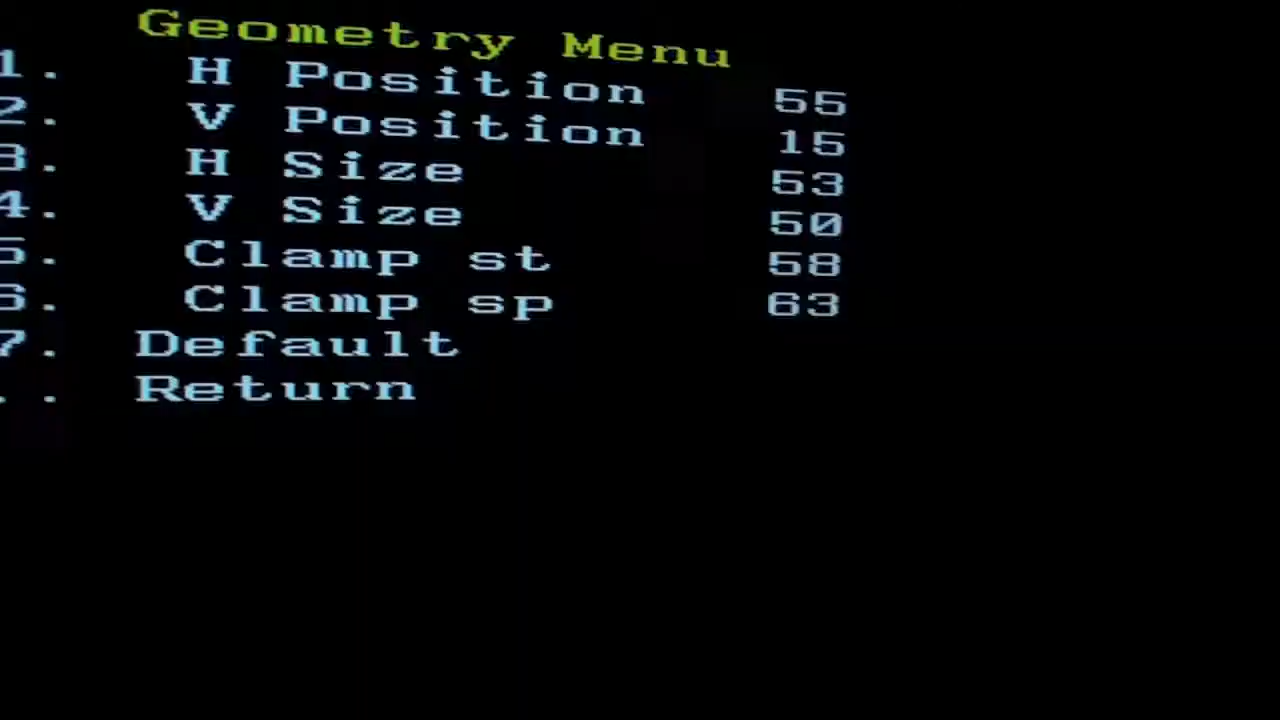 Geometry Menu
1. H Position 55
2. V Position 15
3. H Size 53
4. V Size 50
5. Clamp st 58
6. Clamp sp 63
7. Default
. . Return